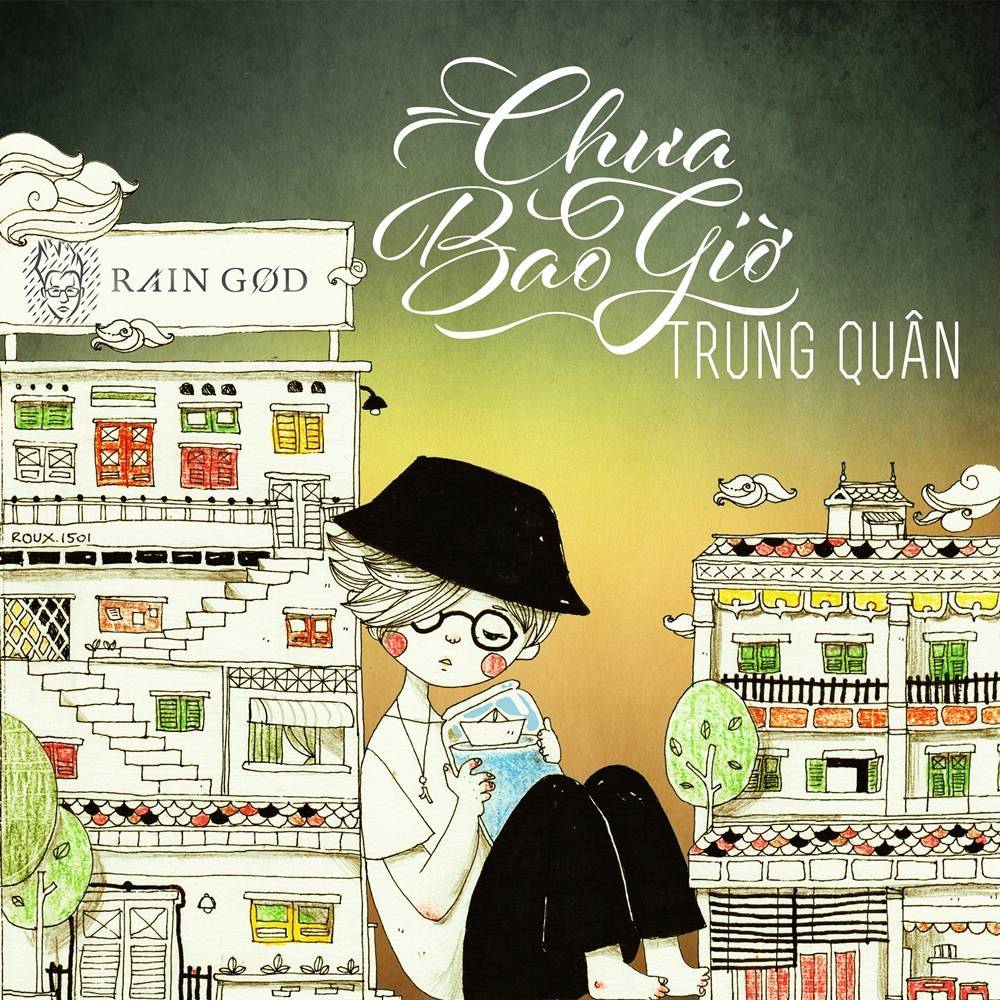 Chưa
Bao Giờ
TRUNG QUÂN
RAIN GØD
ROUX.1501